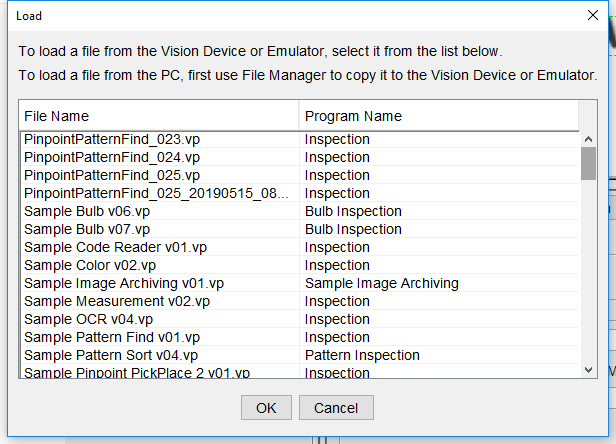 Load
To load a file from the Vision Device or Emulator, select it from the list below.
To load a file from the PC, first use File Manager to copy it to the Vision Device or Emulator.
File Name Program Name
PinpointPatternFind_023.vp Inspection
PinpointPatternFind_024.vp Inspection
PinpointPatternFind_025.vp Inspection
PinpointPatternFind_025_20190515_08... Inspection
Sample Bulb v06.vp Bulb Inspection
Sample Bulb v07.vp Bulb Inspection
Sample Code Reader v01.vp Inspection
Sample Color v02.vp Inspection
Sample Image Archiving v01.vp Sample Image Archiving
Sample Measurement v02.vp Inspection
Sample OCR v04.vp Inspection
Sample Pattern Find v01.vp Inspection
Sample Pattern Sort v04.vp Pattern Inspection
Sample Pinpoint PickPlace 2 v01.vp Inspection
OK Cancel